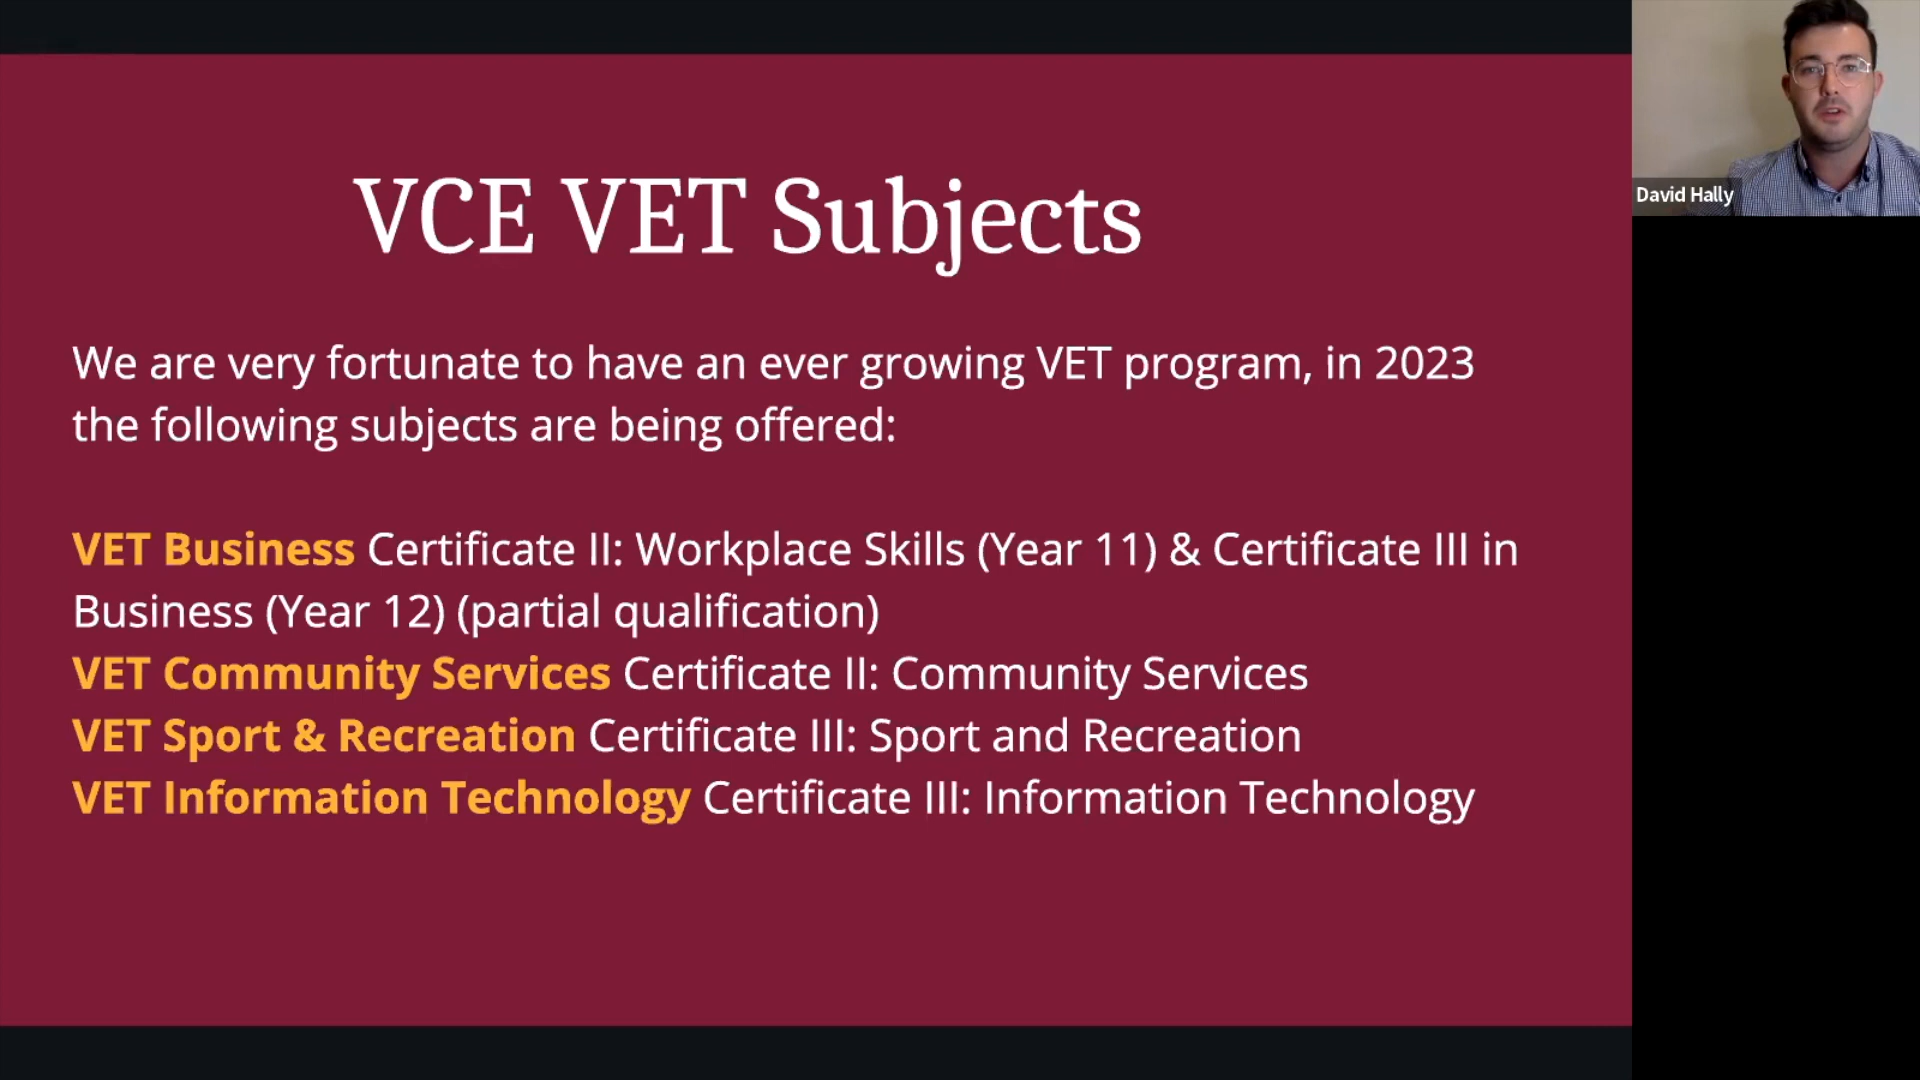 VCE VET Subjects
We are very fortunate to have an ever growing VET program, in 2023
the following subjects are being offered:
VET Business Certificate II: Workplace Skills (Year 11) & Certificate III in
Business (Year 12) (partial qualification)
VET Community Services Certificate II: Community Services
VET Sport & Recreation Certificate III: Sport and Recreation
VET Information Technology Certificate III: Information Technology
David Hally